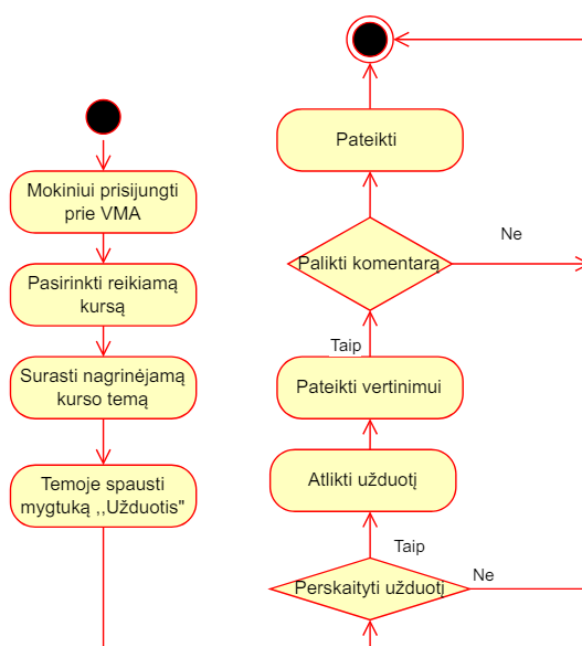 Mokiniui prisijungti
prie VMA
Pasirinkti reikiamą
kursą
Surasti nagrinėjamą
kurso temą
Temoje spausti
mygtuką ,,Užduotis"
Pateikti
Palikti komentarą
Ne
Taip
Pateikti vertinimui
Atlikti užduotį
Taip
Perskaityti užduotį
Ne